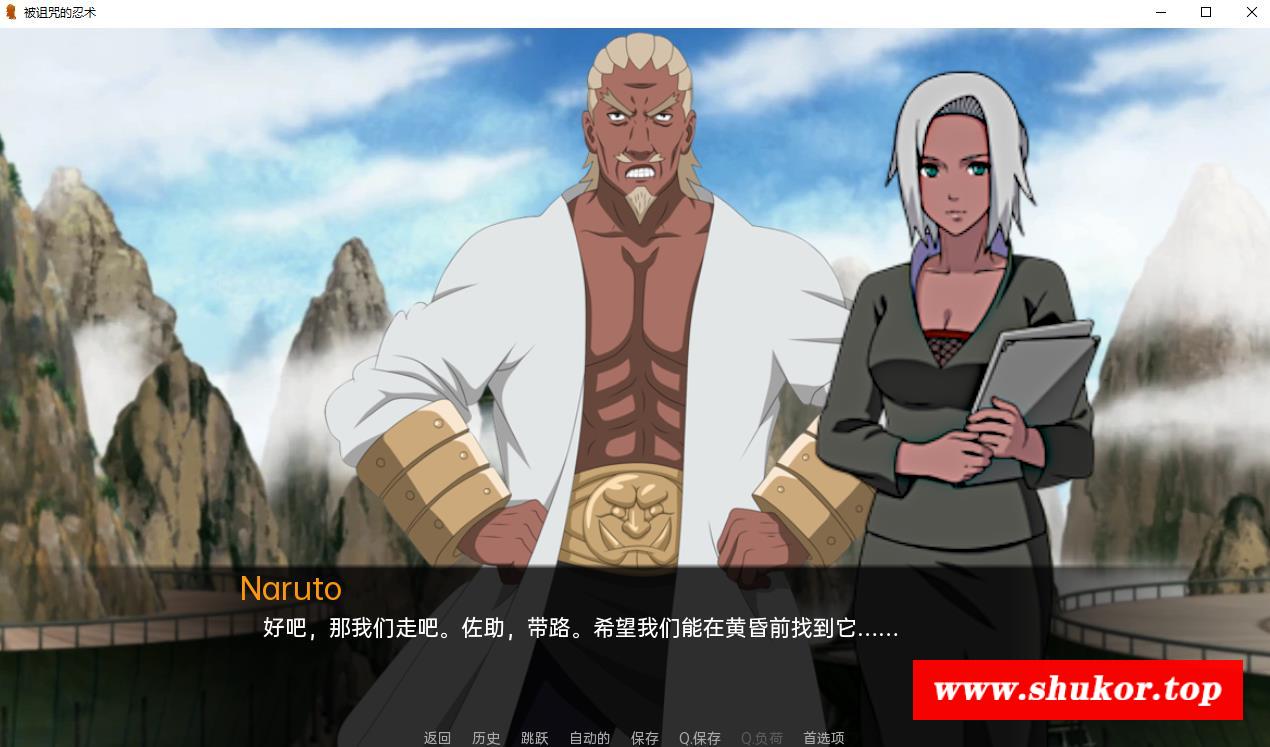 被诅咒的忍术
Naruto
好吧，那我们走吧。佐助，带路。希望我们能在黄昏前找到它……
www.shukor.top
返回 历史 跳跃 自动的 保存 Q.保存 Q.负荷 首选项